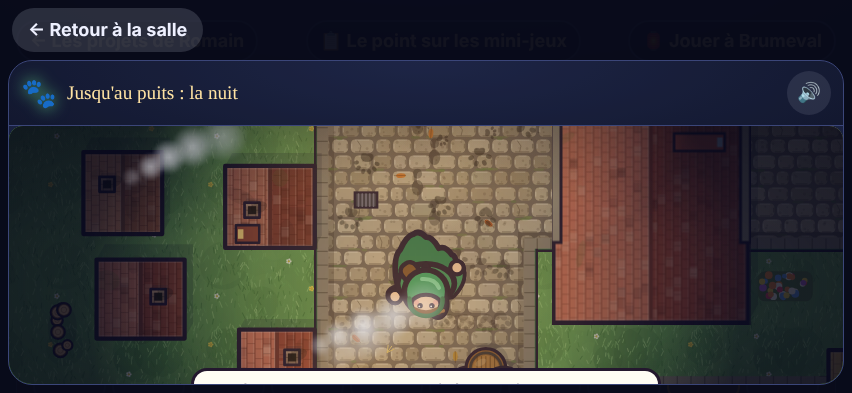 ← Retour à la salle
Les projets de Romain
Le point sur les mini-jeux
Jouer à Brumeval
Jusqu'au puits : la nuit